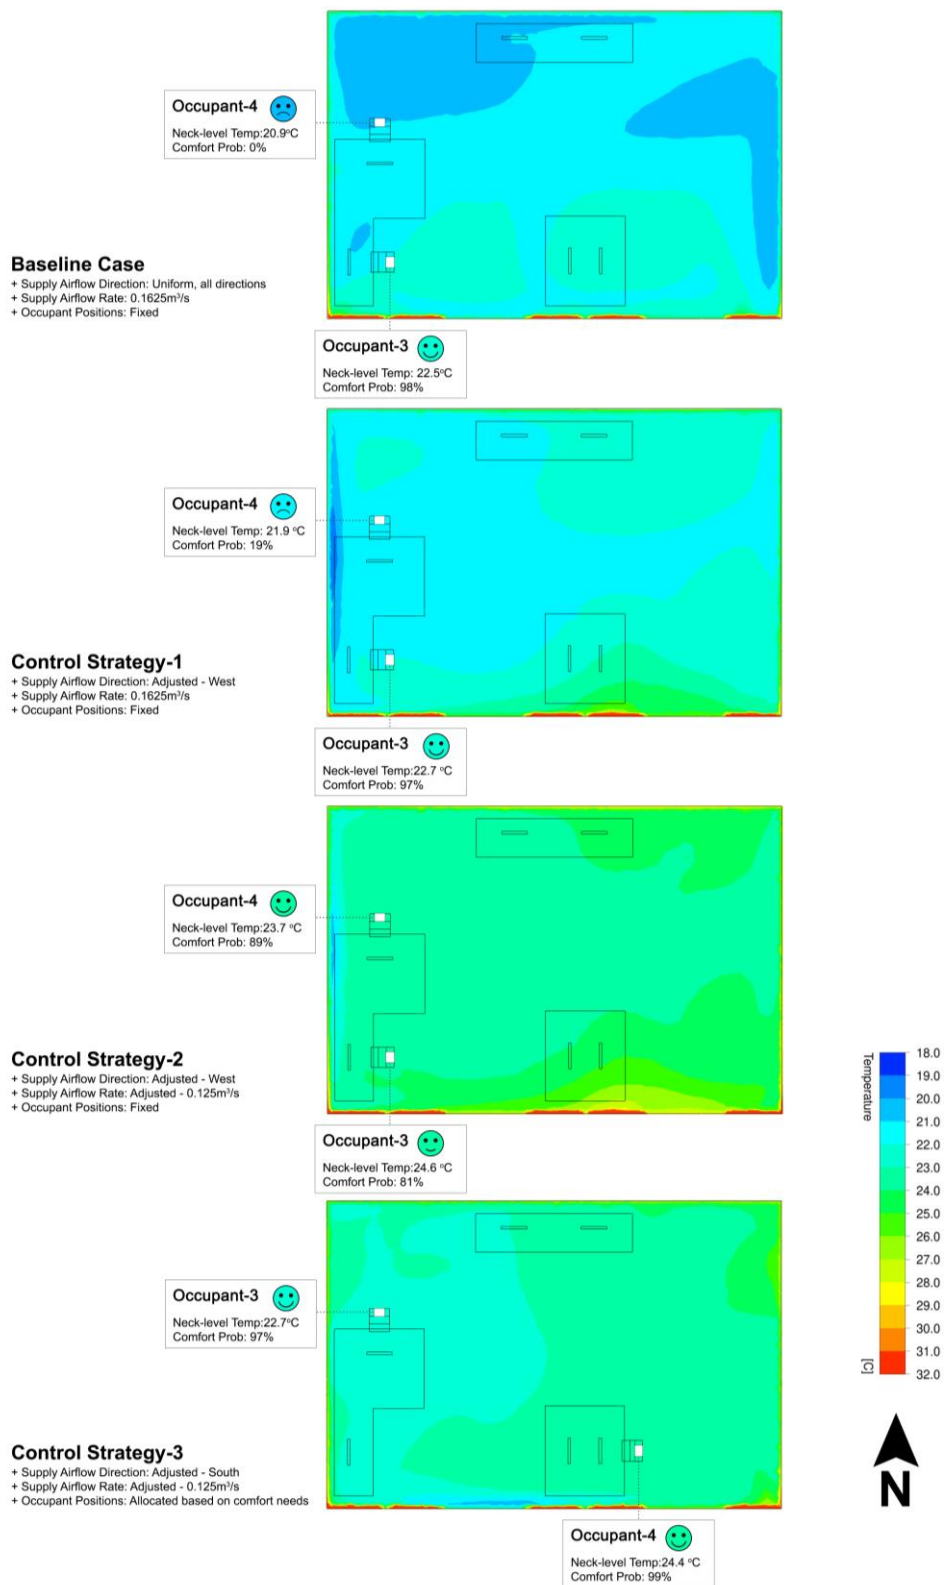 Occupant-4
Neck-level Temp:20.9°C
Comfort Prob: 0%
Baseline Case
+ Supply Airflow Direction: Uniform, all directions
+ Supply Airflow Rate: 0.1625m³/s
+ Occupant Positions: Fixed
Occupant-3
Neck-level Temp: 22.5°C
Comfort Prob: 98%
Occupant-4
Neck-level Temp: 21.9 °C
Comfort Prob: 19%
Control Strategy-1
+ Supply Airflow Direction: Adjusted - West
+ Supply Airflow Rate: 0.1625m³/s
+ Occupant Positions: Fixed
Occupant-3
Neck-level Temp:22.7 °C
Comfort Prob: 97%
Occupant-4
Neck-level Temp:23.7 °C
Comfort Prob: 89%
Control Strategy-2
+ Supply Airflow Direction: Adjusted - West
+ Supply Airflow Rate: Adjusted - 0.125m³/s
+ Occupant Positions: Fixed
Occupant-3
Neck-level Temp:24.6 °C
Comfort Prob: 81%
Temperature
18.0
19.0
20.0
21.0
22.0
23.0
24.0
25.0
26.0
27.0
28.0
29.0
30.0
31.0
32.0
[C]
Occupant-3
Neck-level Temp:22.7°C
Comfort Prob: 97%
Control Strategy-3
+ Supply Airflow Direction: Adjusted - South
+ Supply Airflow Rate: Adjusted - 0.125m³/s
+ Occupant Positions: Allocated based on comfort needs
N
Occupant-4
Neck-level Temp:24.4 °C
Comfort Prob: 99%